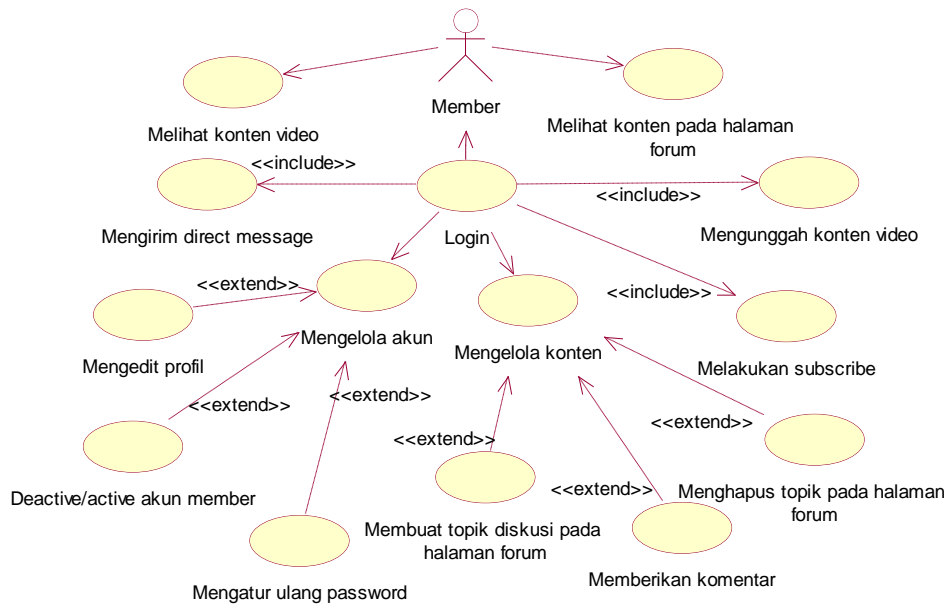 Member
Melihat konten video
Melihat konten pada halaman
forum
<<include>>
Mengirim direct message
Login
<<include>>
Mengunggah konten video
<<extend>>
Mengedit profil
Mengelola akun
Mengelola konten
<<include>>
Melakukan subscribe
<<extend>>
Deactive/active akun member
<<extend>>
Mengatur ulang password
<<extend>>
Membuat topik diskusi pada
halaman forum
<<extend>>
Memberikan komentar
<<extend>>
Menghapus topik pada halaman
forum